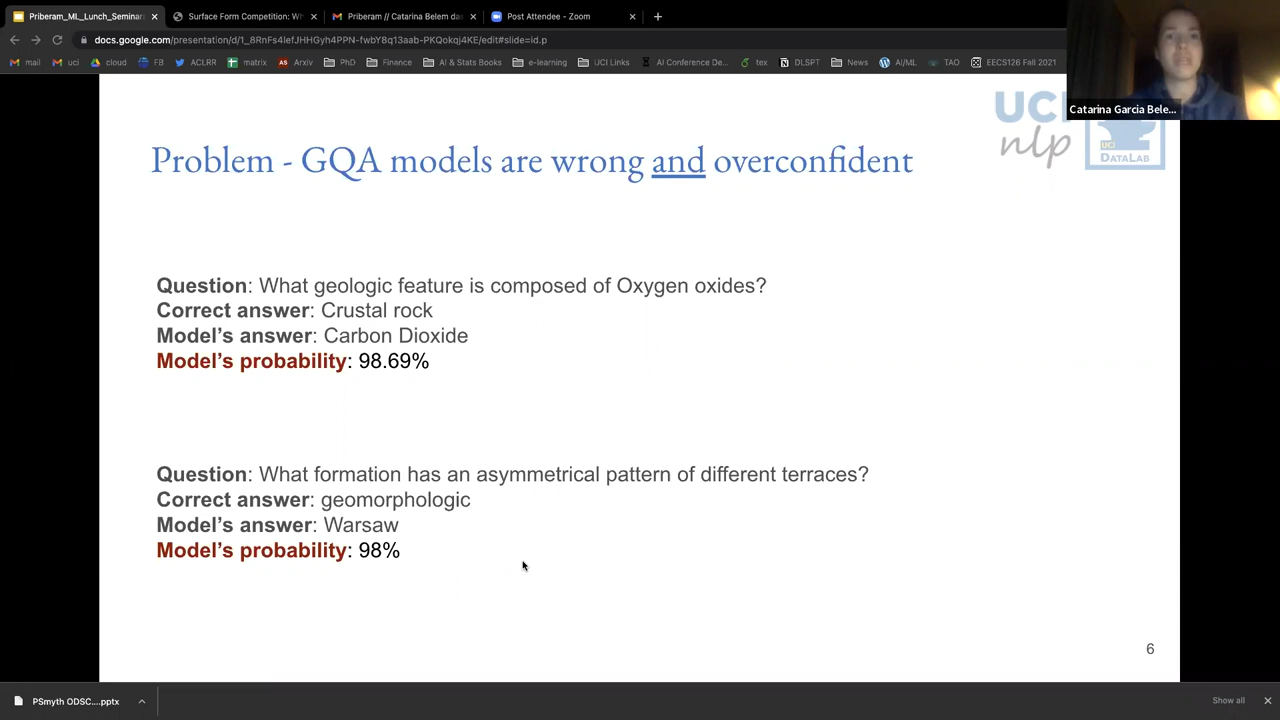 Priberam_ML_Lunch_Seminar
Surface Form Competition: Wh
Priberam // Catarina Belem das
Post Attendee - Zoom
docs.google.com/presentation/d/1_8RnFs4lefJHHGyh4PPN-fwbY8q13aab-PKQokqj4KE/edit#slide=id.p
mail
uci
cloud
FB
ACLRR
matrix
Arxiv
PhD
Finance
AI & Stats Books
e-learning
UCI Links
AI Conference De...
tex
DLSPT
News
AI/ML
TAO
EECS126 Fall 2021
Catarina Garcia Bele...
UCI
nlp
UCI
DATALAB
Problem - GQA models are wrong and overconfident
Question: What geologic feature is composed of Oxygen oxides?
Correct answer: Crustal rock
Model’s answer: Carbon Dioxide
Model’s probability: 98.69%
Question: What formation has an asymmetrical pattern of different terraces?
Correct answer: geomorphologic
Model’s answer: Warsaw
Model’s probability: 98%
6
PSmyth ODSC....pptx
Show all